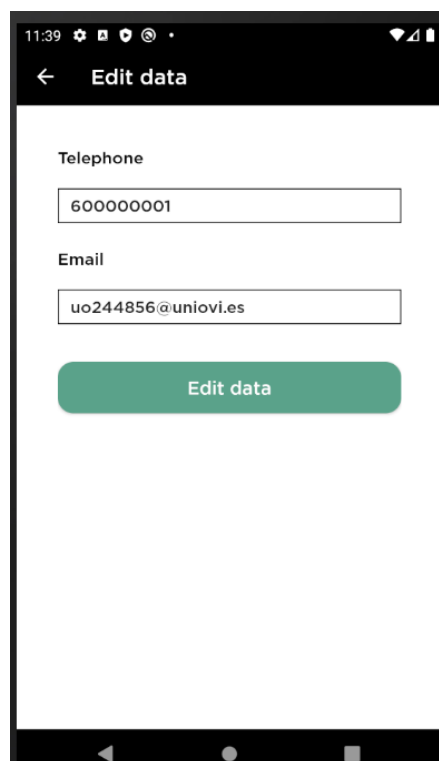 11:39
Edit data
Telephone
600000001
Email
uo244856@uniovi.es
Edit data